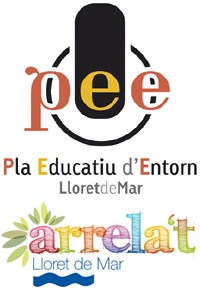 pee
Pla Educatiu d'Entorn
LloretdeMar
arrela't
Lloret de Mar